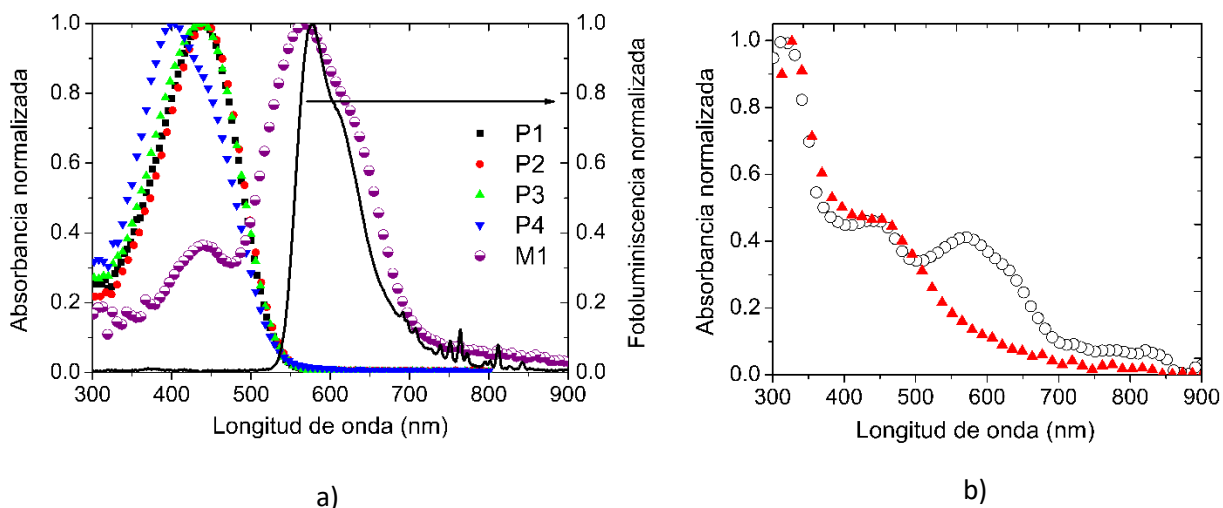 1.0
0.8
0.6
0.4
0.2
0.0
Absorbancia normalizada
300 400 500 600 700 800 900
Longitud de onda (nm)
1.0
0.8
0.6
0.4
0.2
0.0
Fotoluminiscencia normalizada
P1
P2
P3
P4
M1
a)
1.0
0.8
0.6
0.4
0.2
0.0
Absorbancia normalizada
300 400 500 600 700 800 900
Longitud de onda (nm)
b)